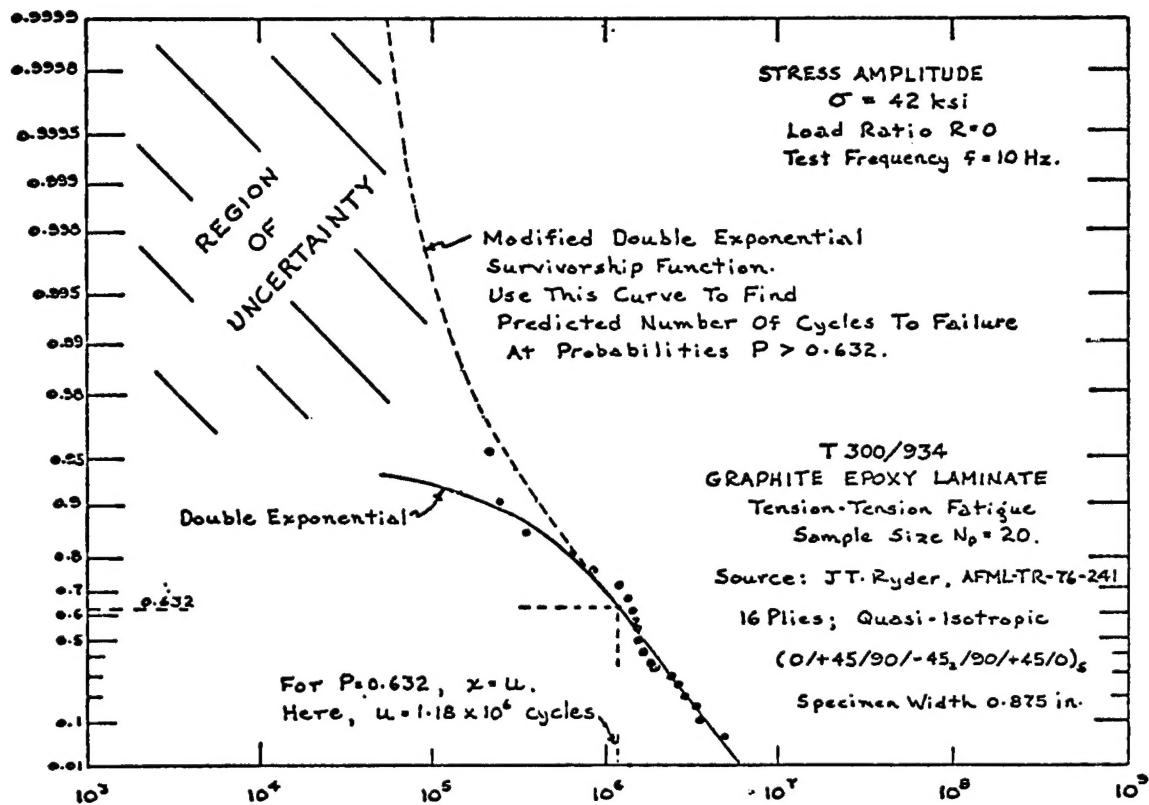 0.9999
0.9998
0.9995
0.999
0.998
0.995
0.99
0.98
0.95
0.9
0.8
0.7
0.632
0.6
0.5
0.1
0.01
10³
10⁴
10⁵
10⁶
10⁷
10⁸
10⁹
REGION
OF
UNCERTAINTY
STRESS AMPLITUDE
σ = 42 ksi
Load Ratio R=0
Test Frequency f = 10 Hz.
Modified Double Exponential
Survivorship Function.
Use This Curve To Find
Predicted Number Of Cycles To Failure
At Probabilities P > 0.632.
Double Exponential
T 300/934
GRAPHITE EPOXY LAMINATE
Tension-Tension Fatigue
Sample Size Nₚ = 20.
Source: J.T. Ryder, AFML-TR-76-241
16 Plies; Quasi-Isotropic
(0/+45/90/-45₂/90/+45/0)ₛ
Specimen Width 0.875 in.
For P=0.632, x = u.
Here, u = 1.18 x 10⁶ cycles